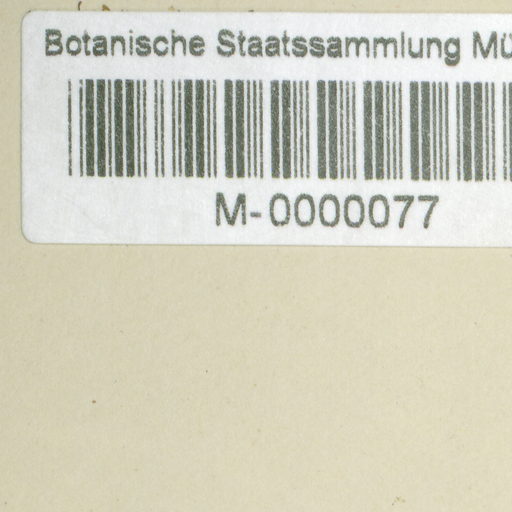 Botanische Staatssammlung Mü
M-0000077